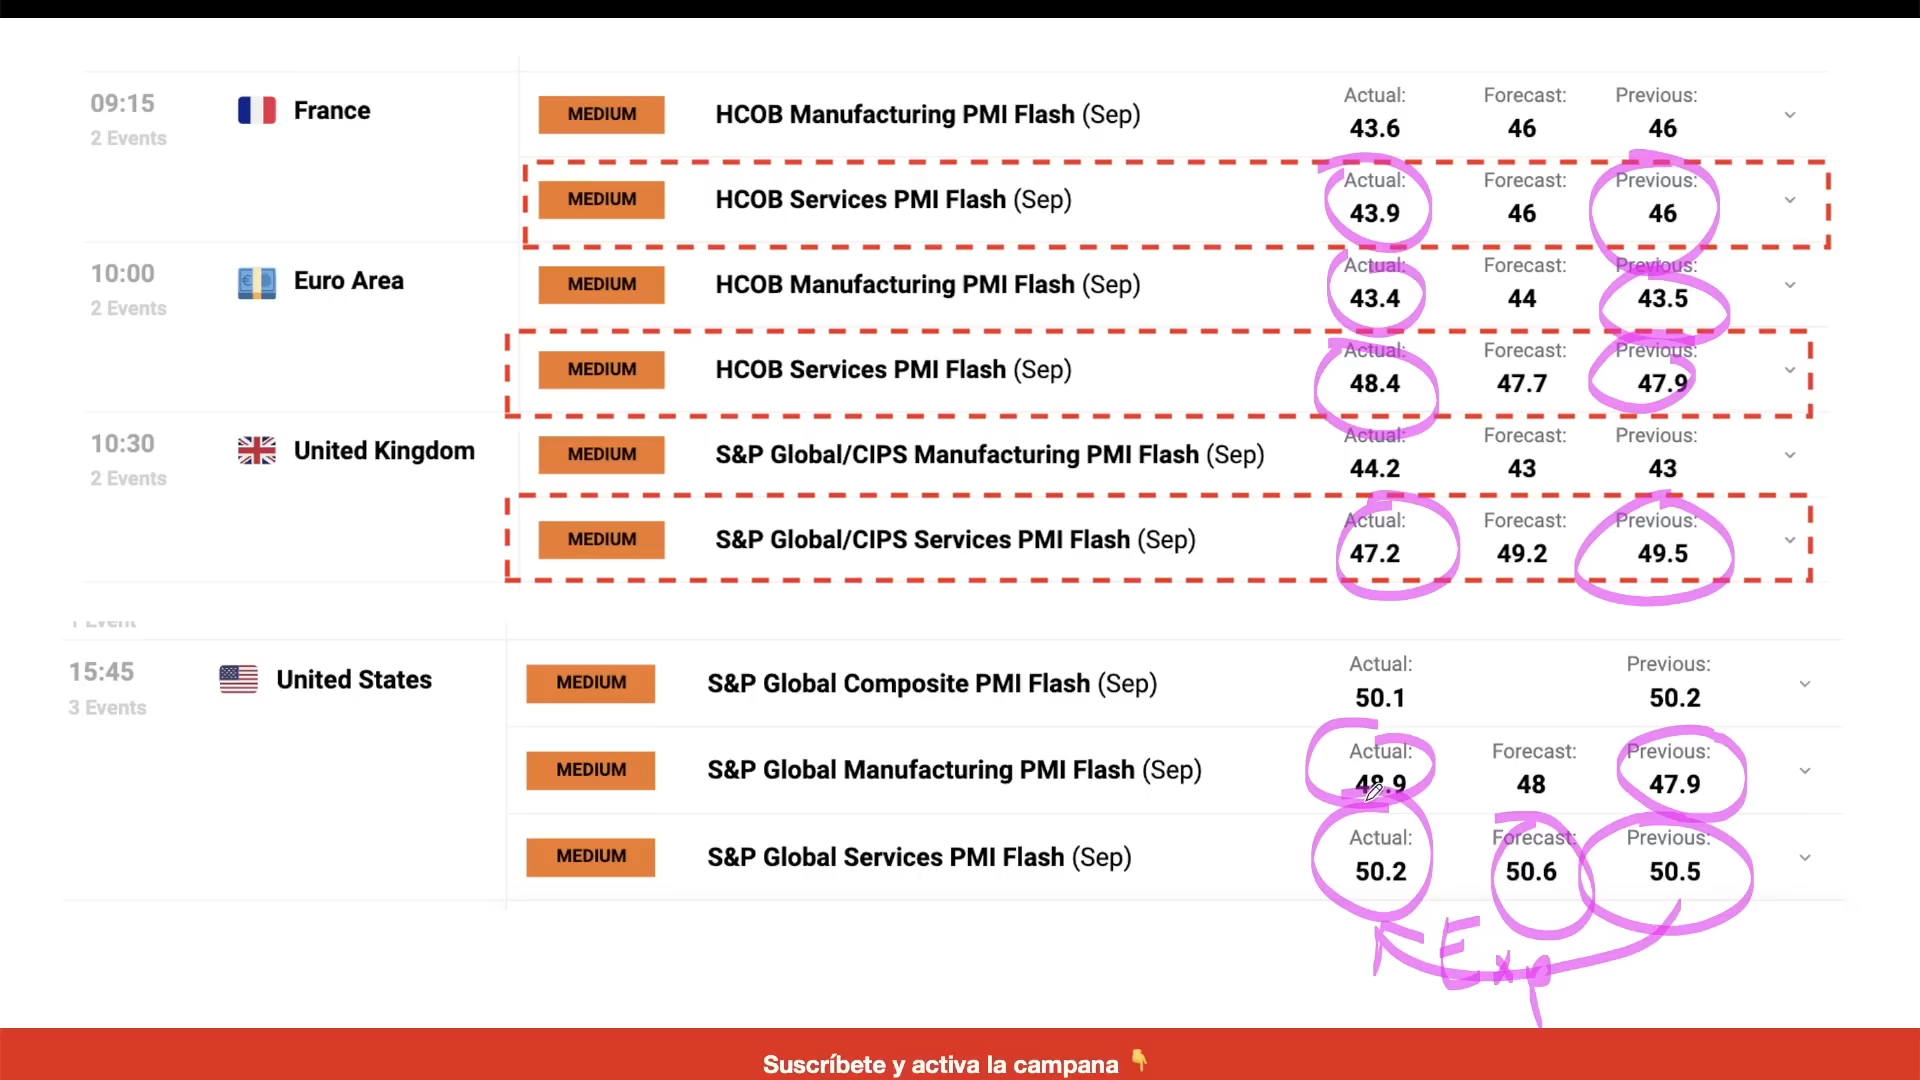 09:15
2 Events
France
MEDIUM
HCOB Manufacturing PMI Flash (Sep)
Actual: Forecast: Previous:
43.6 46 46
MEDIUM
HCOB Services PMI Flash (Sep)
Actual: Forecast: Previous:
43.9 46 46
10:00
2 Events
Euro Area
MEDIUM
HCOB Manufacturing PMI Flash (Sep)
Actual: Forecast: Previous:
43.4 44 43.5
MEDIUM
HCOB Services PMI Flash (Sep)
Actual: Forecast: Previous:
48.4 47.7 47.9
10:30
2 Events
United Kingdom
MEDIUM
S&P Global/CIPS Manufacturing PMI Flash (Sep)
Actual: Forecast: Previous:
44.2 43 43
MEDIUM
S&P Global/CIPS Services PMI Flash (Sep)
Actual: Forecast: Previous:
47.2 49.2 49.5
1 Event
15:45
3 Events
United States
MEDIUM
S&P Global Composite PMI Flash (Sep)
Actual: Previous:
50.1 50.2
MEDIUM
S&P Global Manufacturing PMI Flash (Sep)
Actual: Forecast: Previous:
48.9 48 47.9
MEDIUM
S&P Global Services PMI Flash (Sep)
Actual: Forecast: Previous:
50.2 50.6 50.5
Exp
Suscríbete y activa la campana 👇